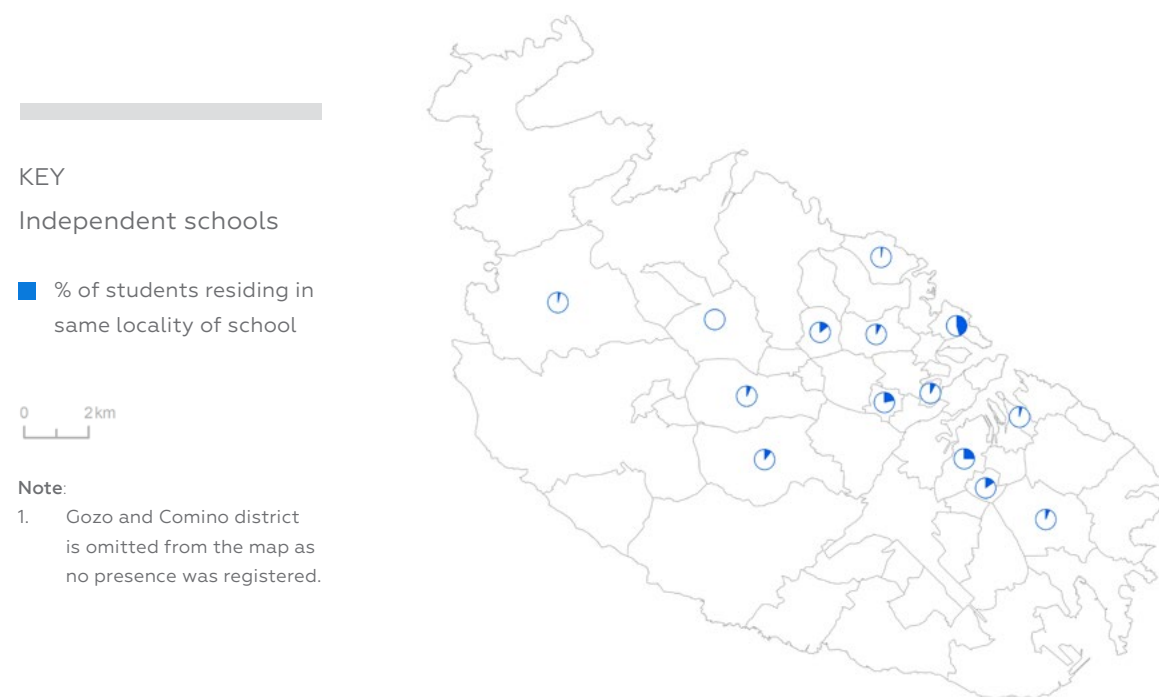 KEY
Independent schools
% of students residing in
same locality of school
0 2km
Note:
1. Gozo and Comino district
is omitted from the map as
no presence was registered.